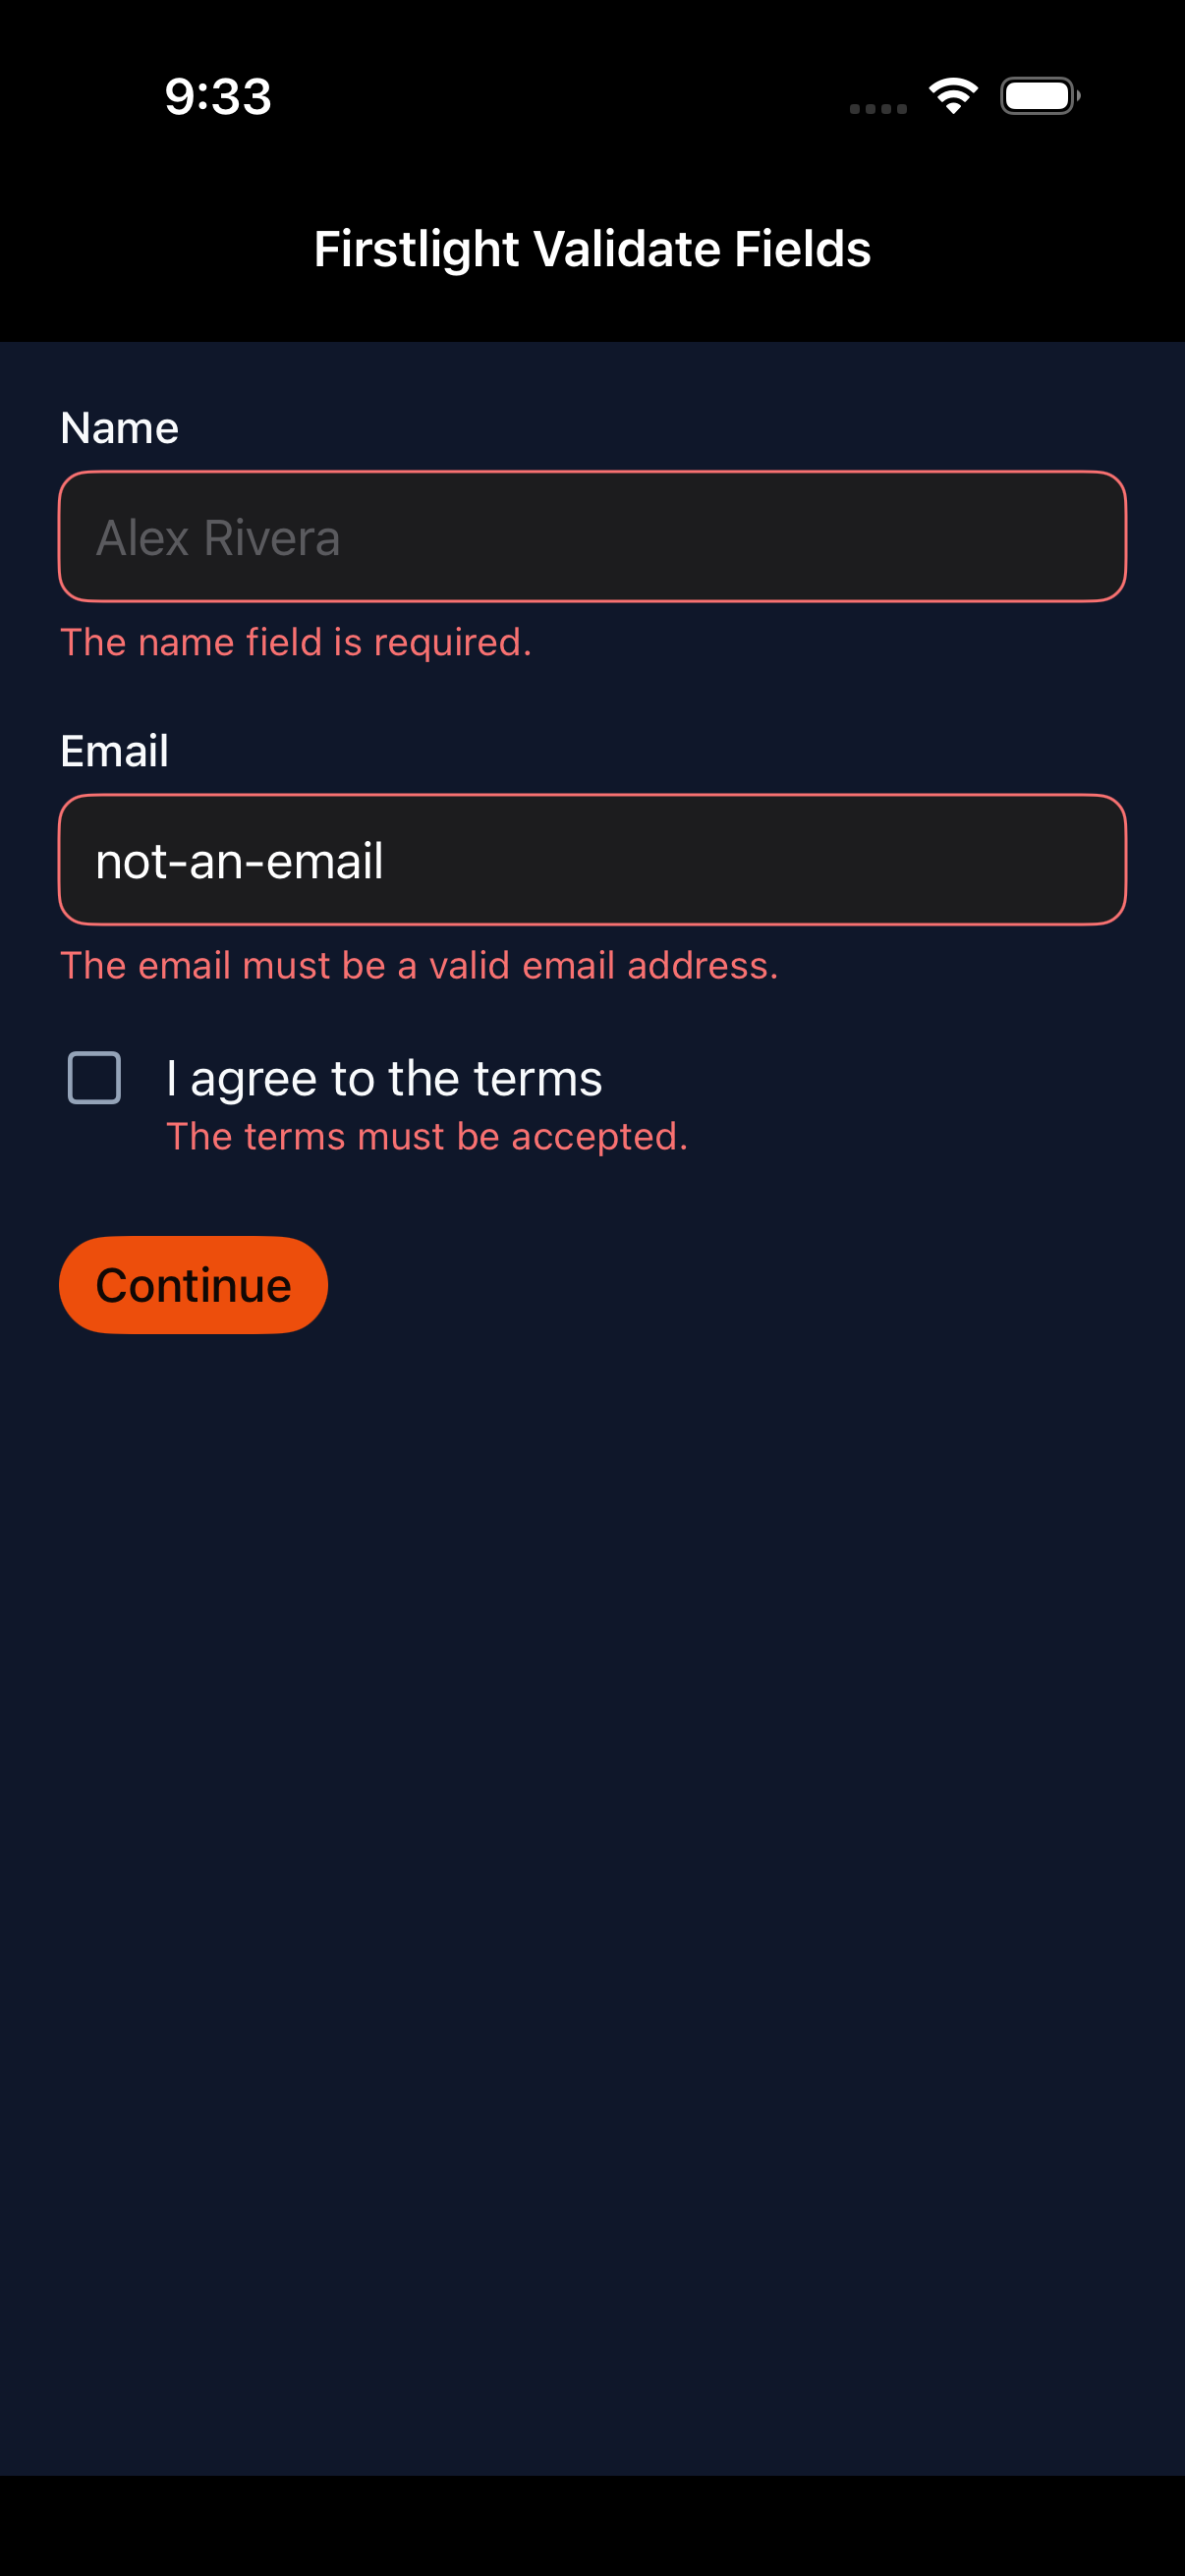 9:33
Firstlight Validate Fields
Name
Alex Rivera
The name field is required.
Email
not-an-email
The email must be a valid email address.
I agree to the terms
The terms must be accepted.
Continue